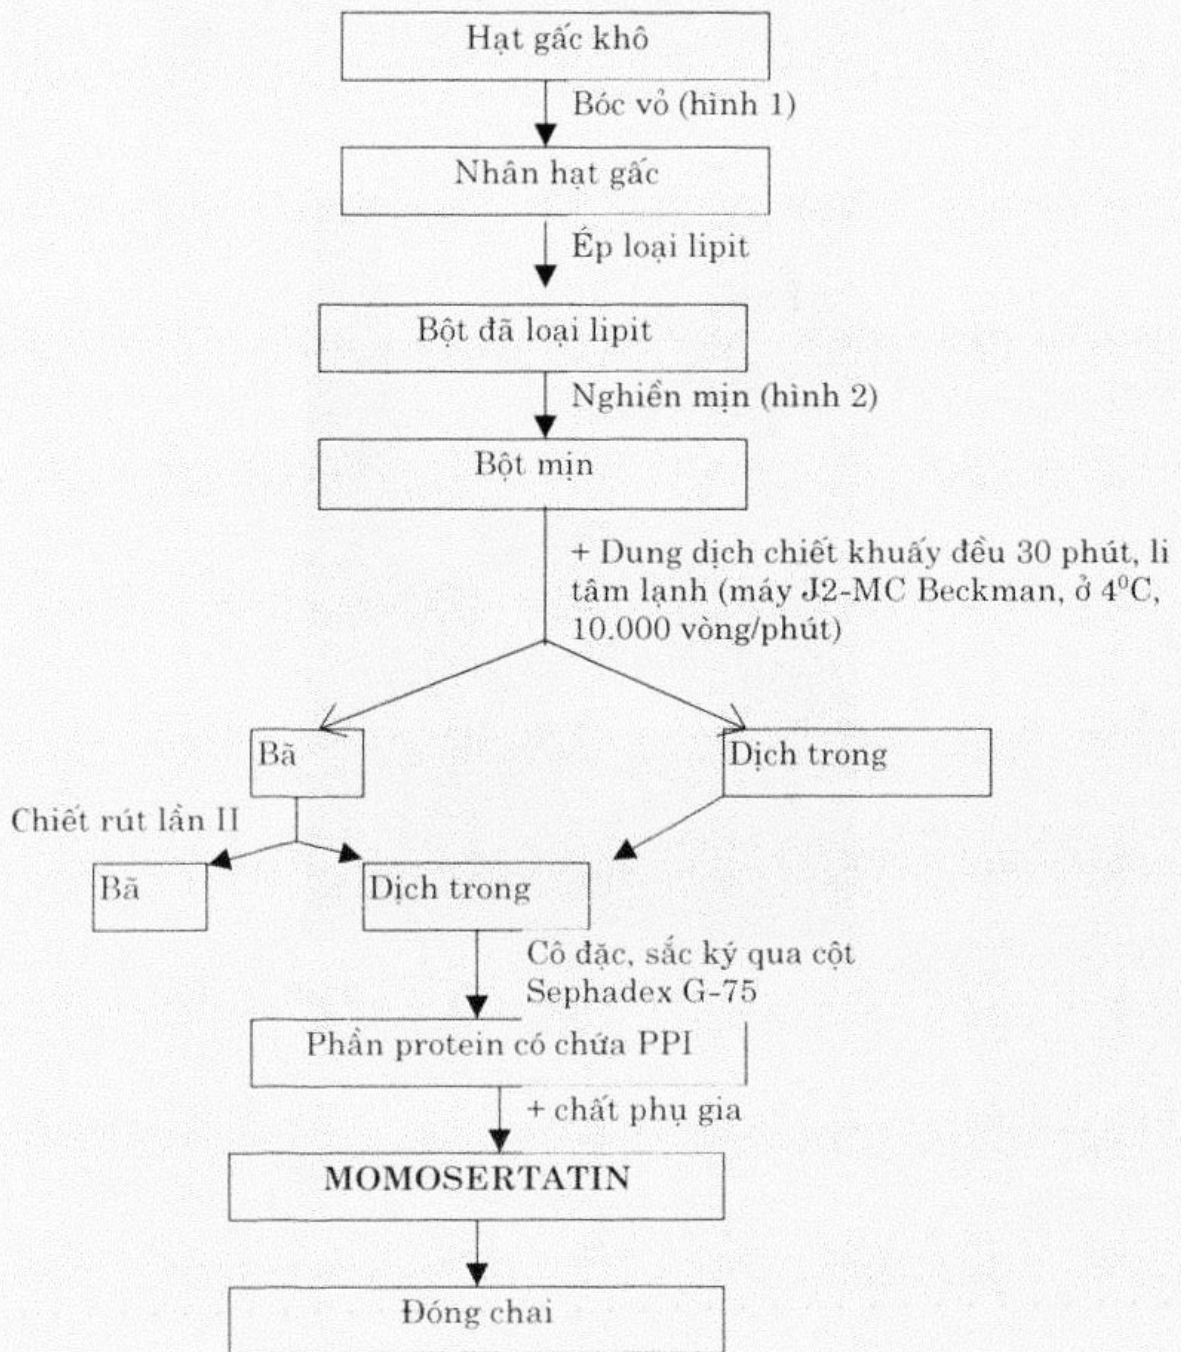 Hạt gấc khô
Bóc vỏ (hình 1)
Nhân hạt gấc
Ép loại lipit
Bột đã loại lipit
Nghiền mịn (hình 2)
Bột mịn
+ Dung dịch chiết khuấy đều 30 phút, li
tâm lạnh (máy J2-MC Beckman, ở 4⁰C,
10.000 vòng/phút)
Bã
Dịch trong
Chiết rút lần II
Bã
Dịch trong
Cô đặc, sắc ký qua cột
Sephadex G-75
Phần protein có chứa PPI
+ chất phụ gia
MOMOSERTATIN
Đóng chai